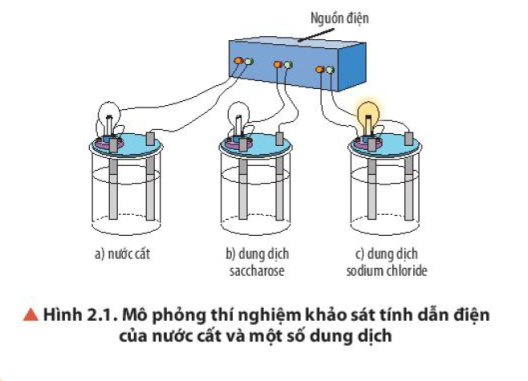 Nguồn điện
a) nước cất
b) dung dịch
saccharose
c) dung dịch
sodium chloride
▲ Hình 2.1. Mô phỏng thí nghiệm khảo sát tính dẫn điện
của nước cất và một số dung dịch